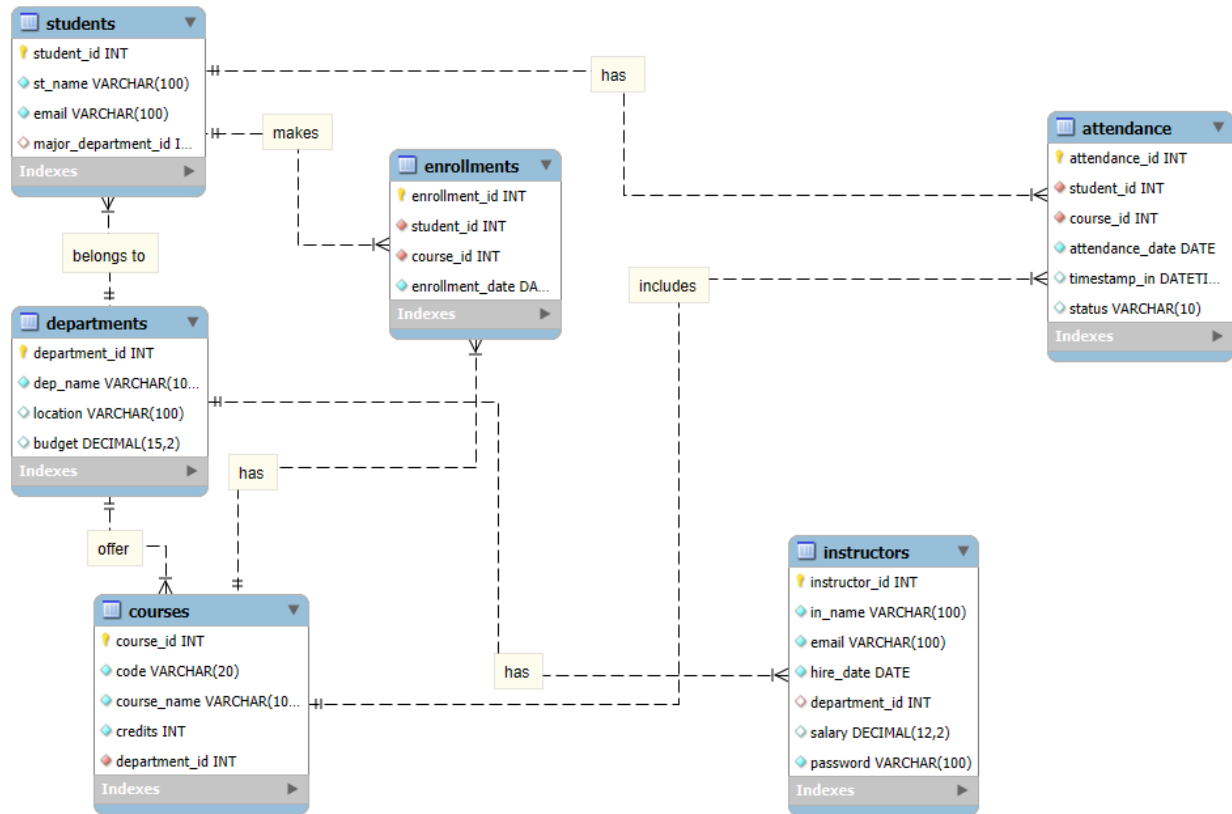 students
student_id INT
st_name VARCHAR(100)
email VARCHAR(100)
major_department_id I...
Indexes
has
makes
attendance
attendance_id INT
student_id INT
course_id INT
attendance_date DATE
timestamp_in DATETI...
status VARCHAR(10)
Indexes
enrollments
enrollment_id INT
student_id INT
course_id INT
enrollment_date DA...
Indexes
belongs to
includes
departments
department_id INT
dep_name VARCHAR(10...
location VARCHAR(100)
budget DECIMAL(15,2)
Indexes
has
offer
courses
course_id INT
code VARCHAR(20)
course_name VARCHAR(10...
credits INT
department_id INT
Indexes
has
instructors
instructor_id INT
in_name VARCHAR(100)
email VARCHAR(100)
hire_date DATE
department_id INT
salary DECIMAL(12,2)
password VARCHAR(100)
Indexes